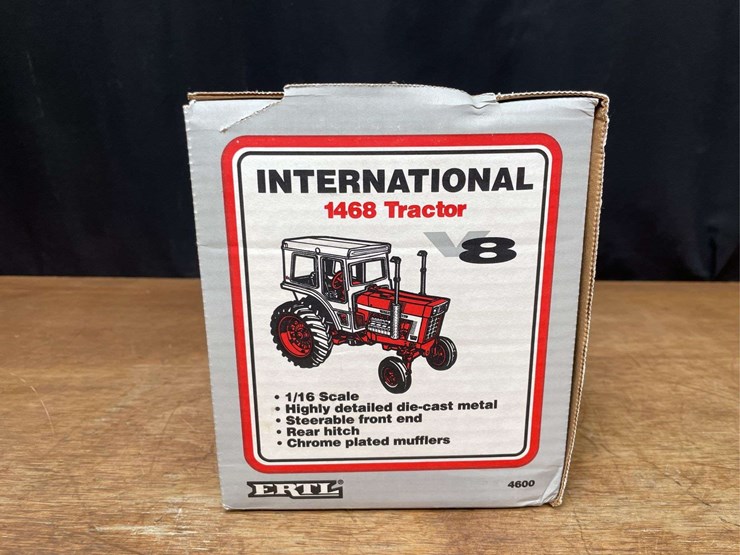 INTERNATIONAL
1468 Tractor
V8
• 1/16 Scale
• Highly detailed die-cast metal
• Steerable front end
• Rear hitch
• Chrome plated mufflers
ERTL®
4600